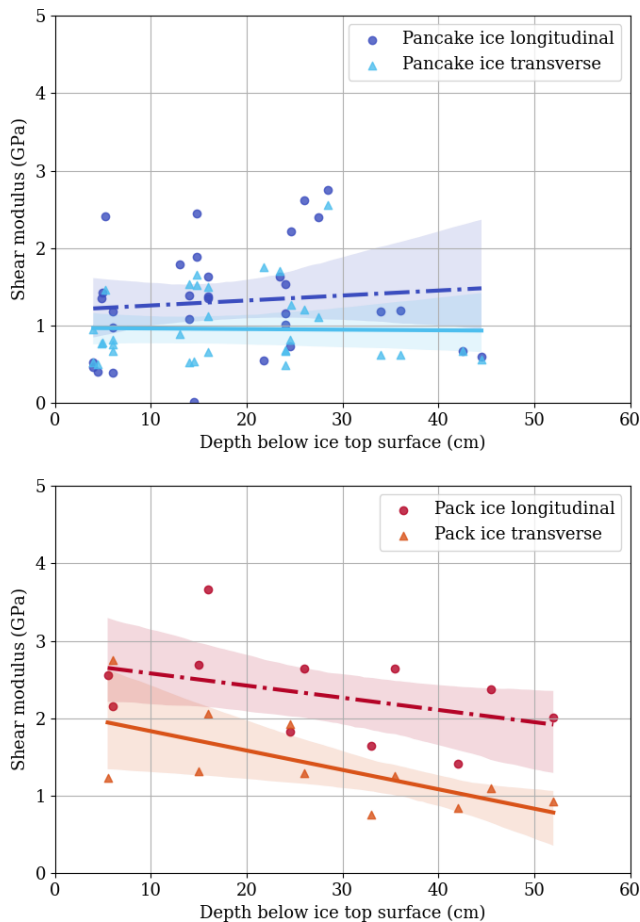 5
4
3
2
1
0
Shear modulus (GPa)
Pancake ice longitudinal
Pancake ice transverse
0 10 20 30 40 50 60
Depth below ice top surface (cm)
5
4
3
2
1
0
Shear modulus (GPa)
Pack ice longitudinal
Pack ice transverse
0 10 20 30 40 50 60
Depth below ice top surface (cm)